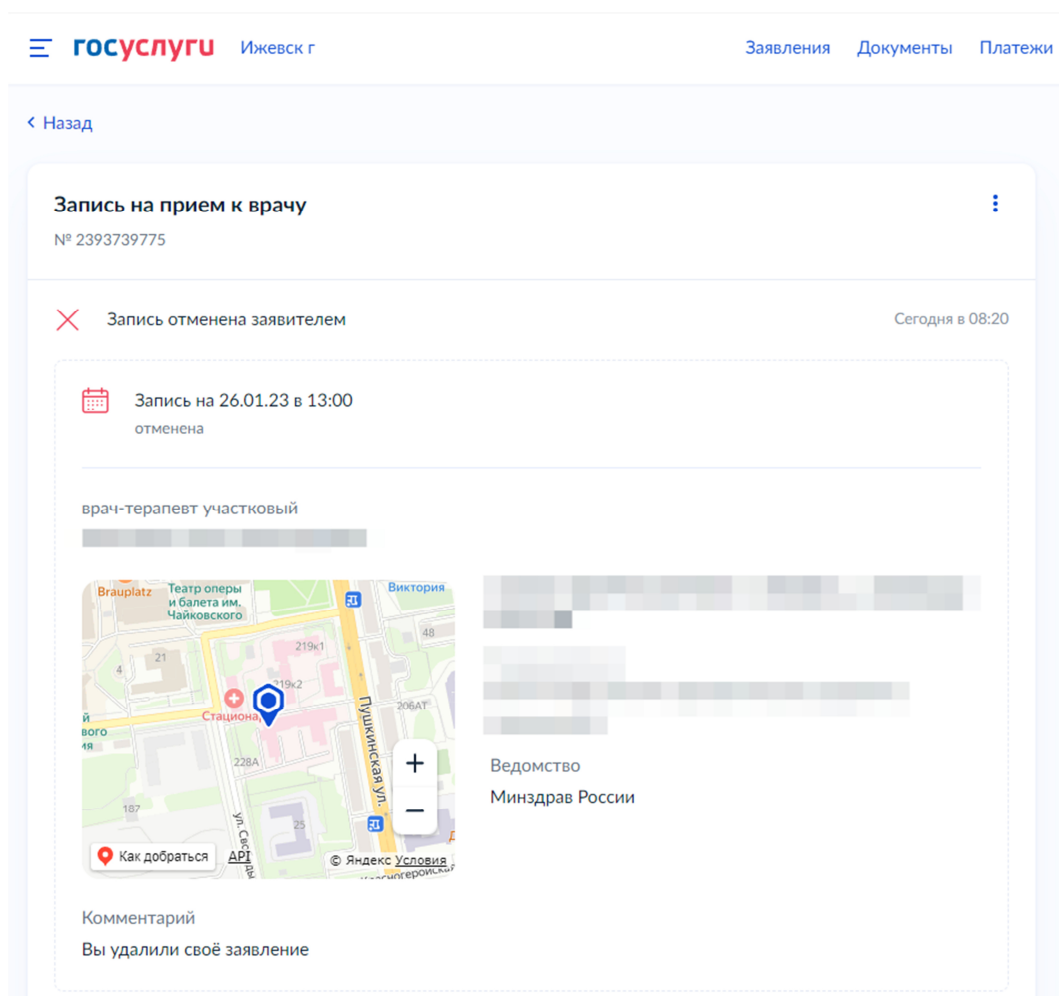 госуслуги Ижевск г Заявления Документы Платежи
Назад
Запись на прием к врачу
№ 2393739775
Запись отменена заявителем Сегодня в 08:20
Запись на 26.01.23 в 13:00
отменена
врач-терапевт участковый
Brauplatz
Театр оперы
и балета им.
Чайковского
Виктория
48
219к1
21
4
219к2
Стациона
206АТ
Пушкинская ул.
й
вого
ия
228А
187
25
+
−
Как добраться
API
© Яндекс Условия
Ведомство
Минздрав России
Комментарий
Вы удалили своё заявление